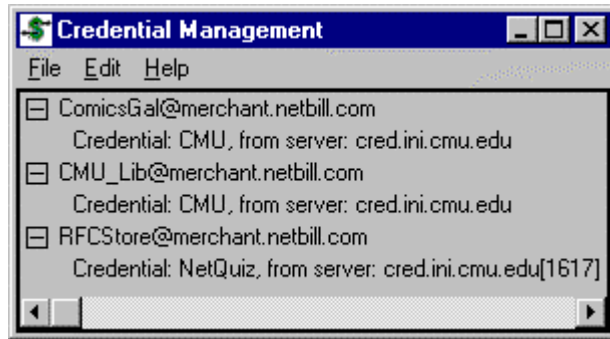 Credential Management
File Edit Help
ComicsGal@merchant.netbill.com
Credential: CMU, from server: cred.ini.cmu.edu
CMU_Lib@merchant.netbill.com
Credential: CMU, from server: cred.ini.cmu.edu
RFCStore@merchant.netbill.com
Credential: NetQuiz, from server: cred.ini.cmu.edu[1617]